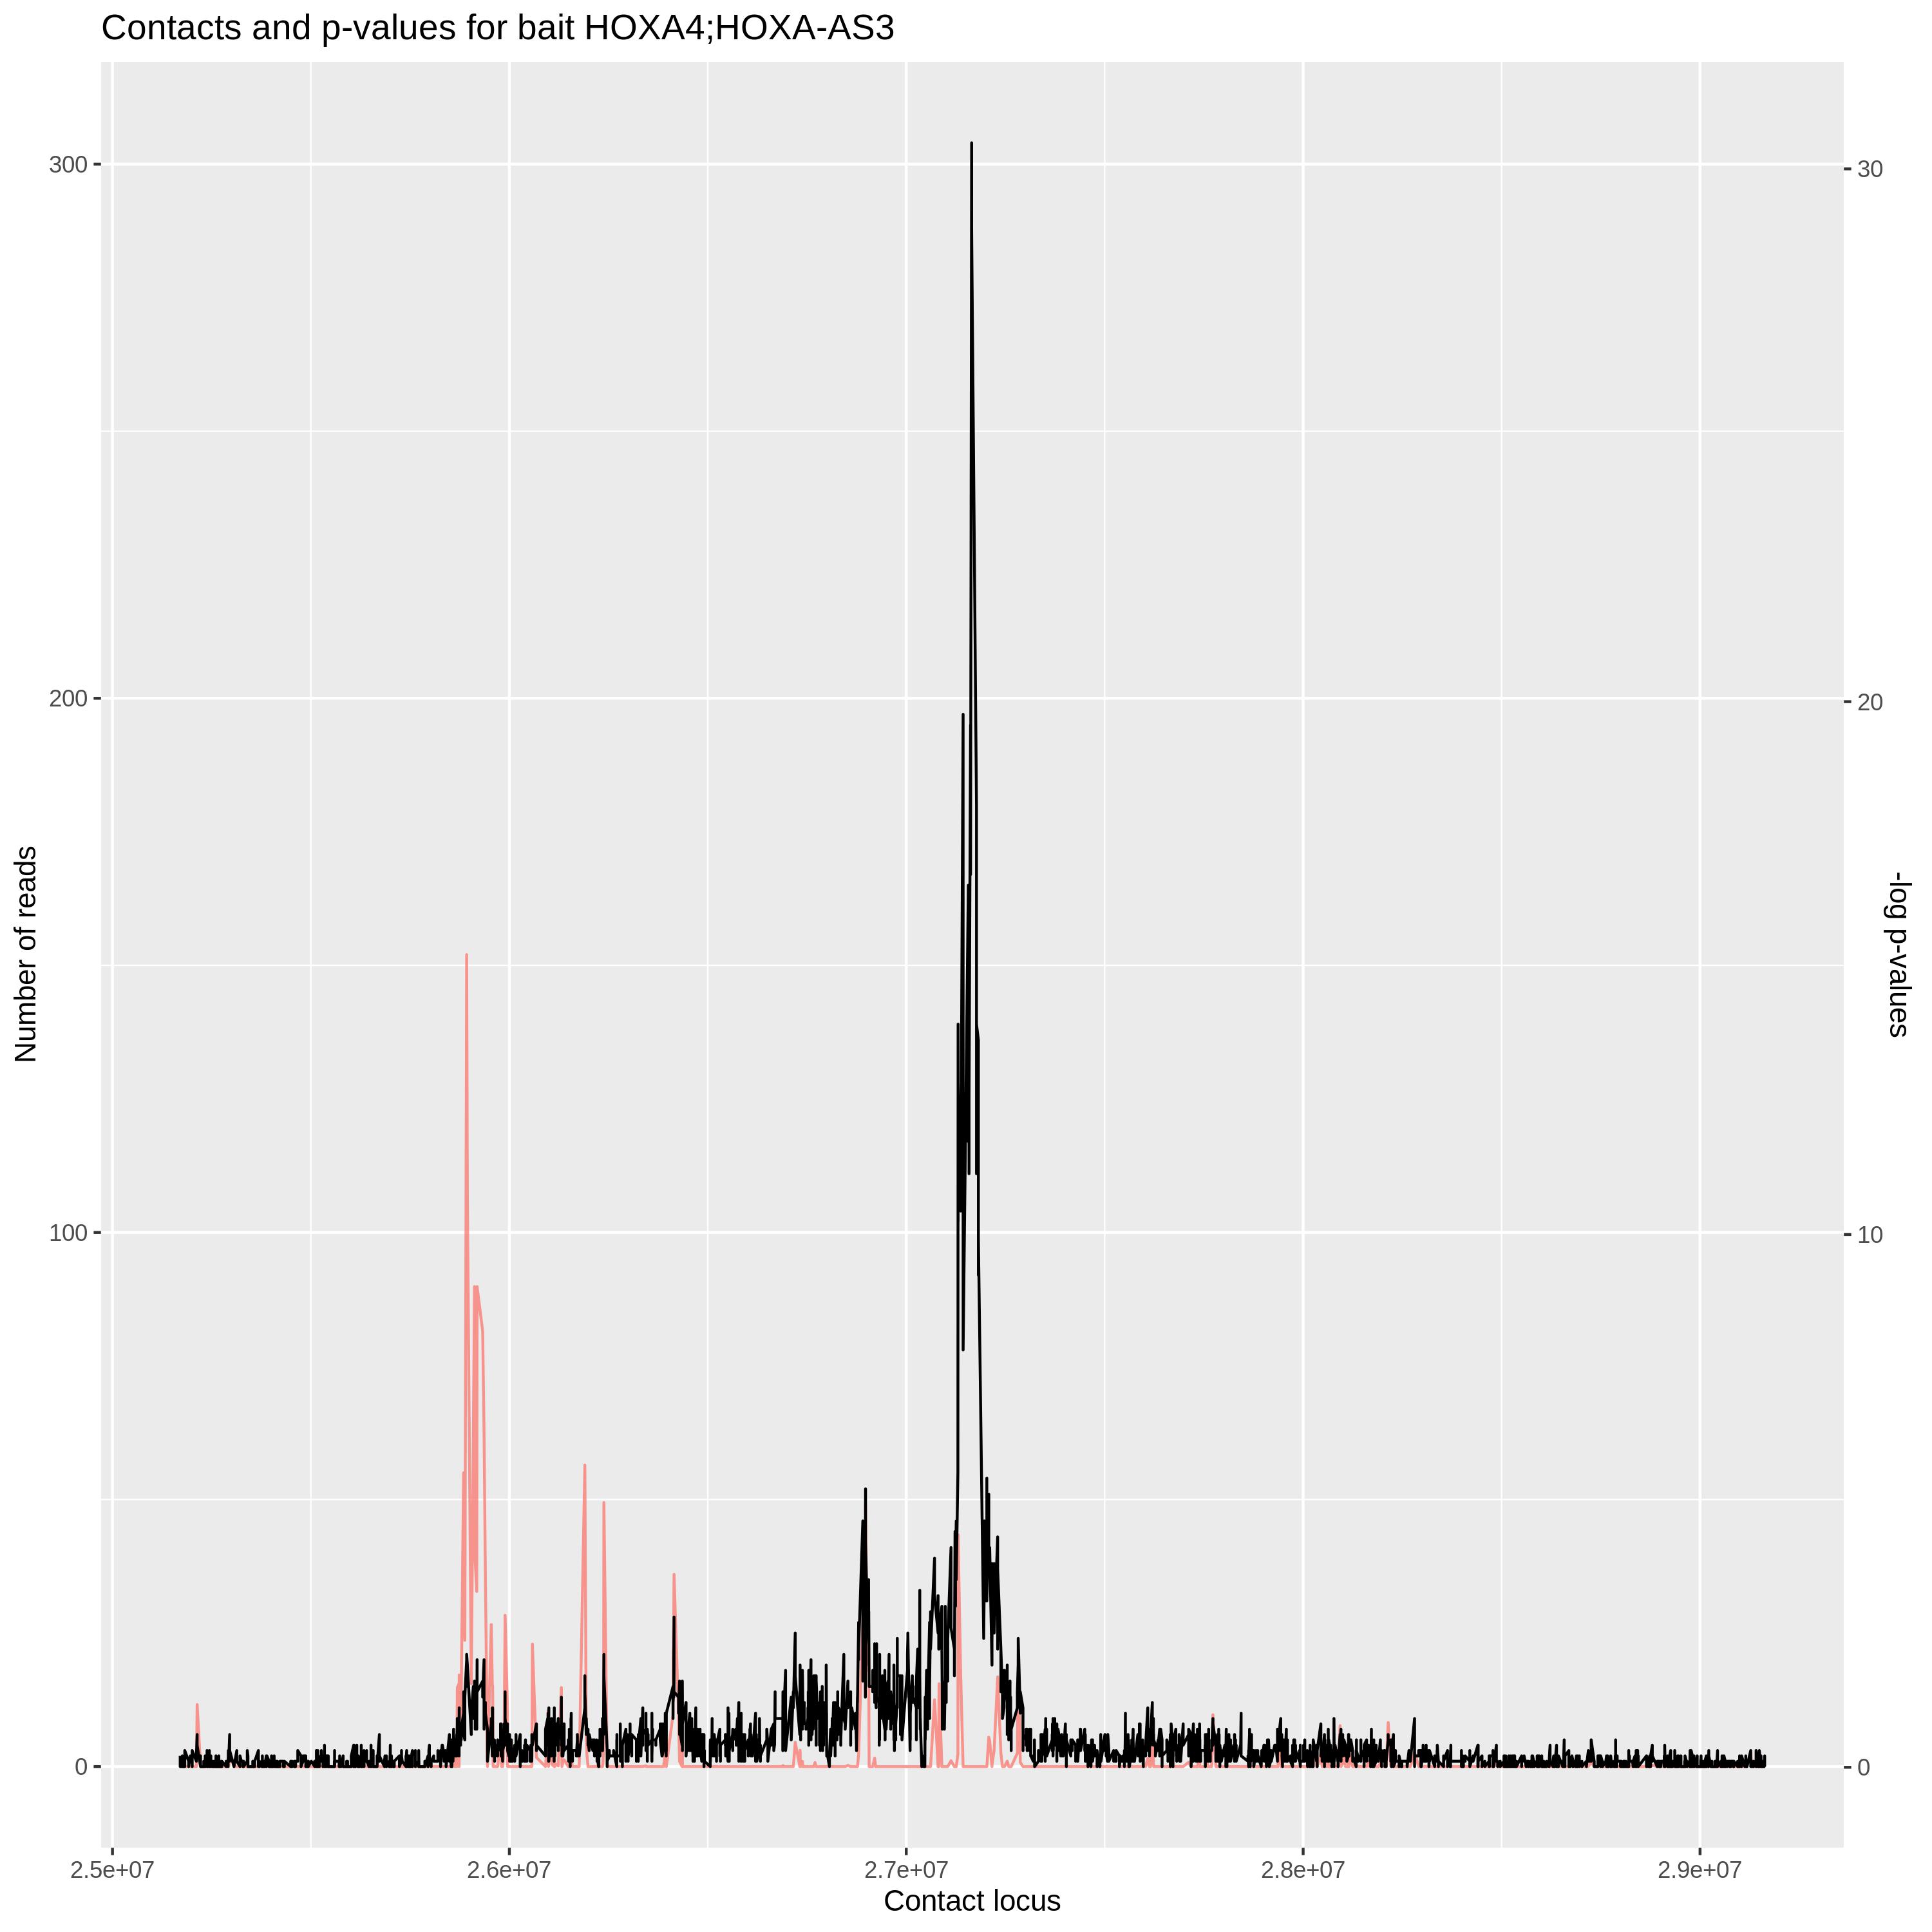 Contacts and p-values for bait HOXA4;HOXA-AS3
300
200
100
0
30
20
10
0
Number of reads
-log p-values
2.5e+07 2.6e+07 2.7e+07 2.8e+07 2.9e+07
Contact locus